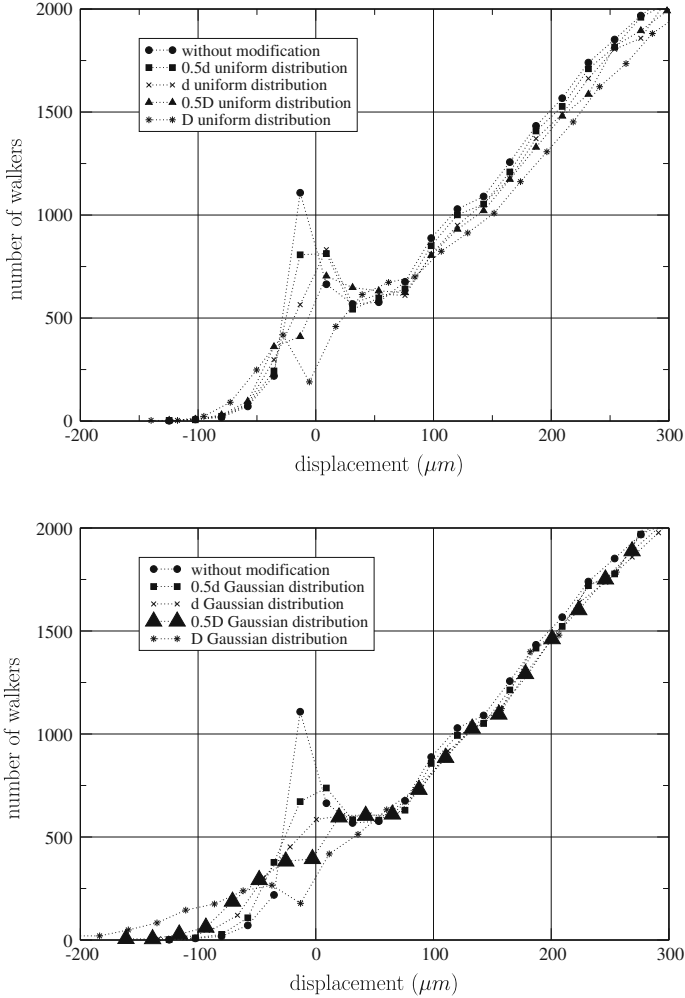 2000
1500
1000
500
0
number of walkers
without modification
0.5d uniform distribution
d uniform distribution
0.5D uniform distribution
D uniform distribution
-200 -100 0 100 200 300
displacement (μm)
2000
1500
1000
500
0
number of walkers
without modification
0.5d Gaussian distribution
d Gaussian distribution
0.5D Gaussian distribution
D Gaussian distribution
-200 -100 0 100 200 300
displacement (μm)